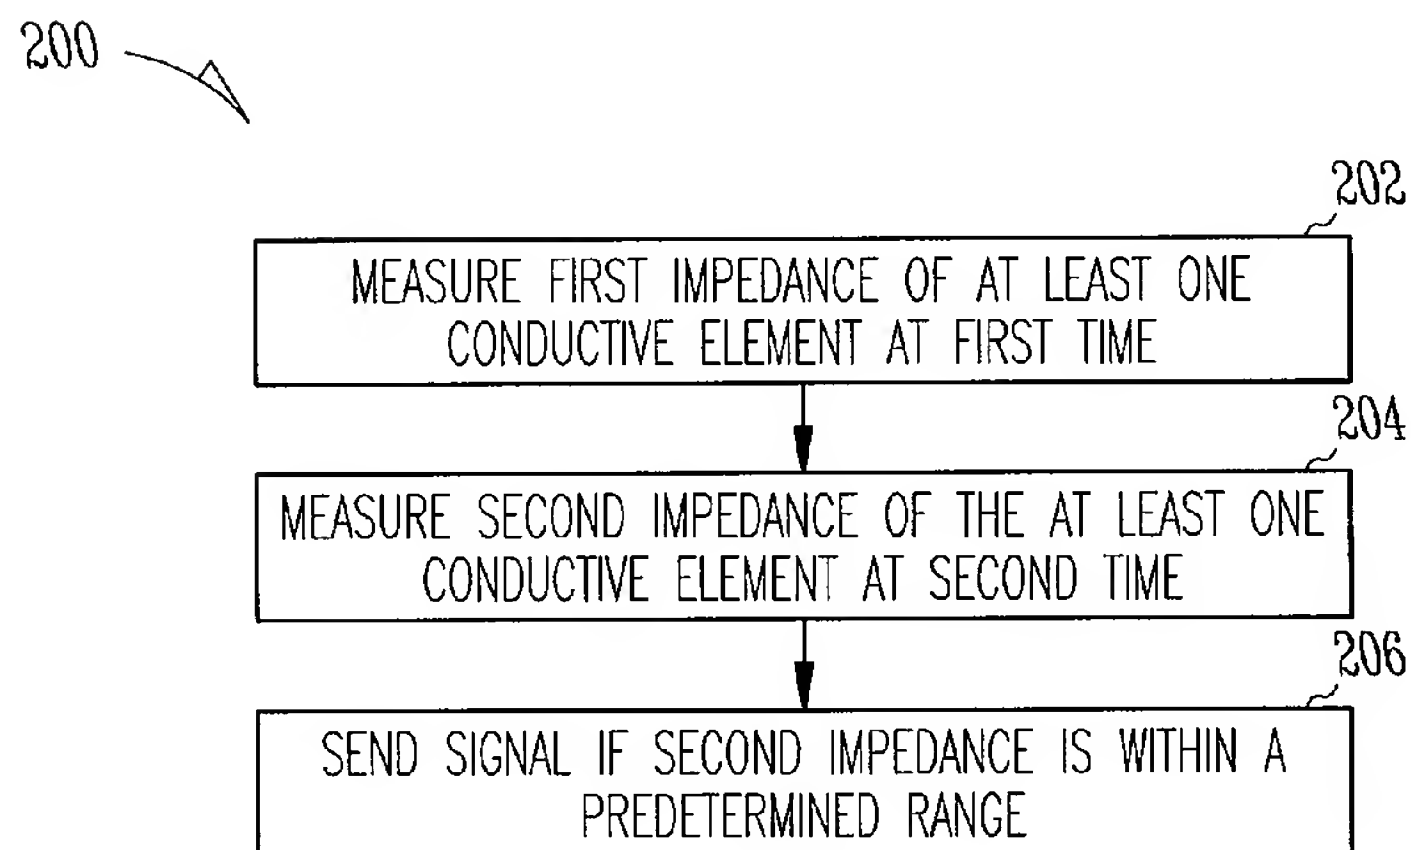 200
202
MEASURE FIRST IMPEDANCE OF AT LEAST ONE
CONDUCTIVE ELEMENT AT FIRST TIME
204
MEASURE SECOND IMPEDANCE OF THE AT LEAST ONE
CONDUCTIVE ELEMENT AT SECOND TIME
206
SEND SIGNAL IF SECOND IMPEDANCE IS WITHIN A
PREDETERMINED RANGE